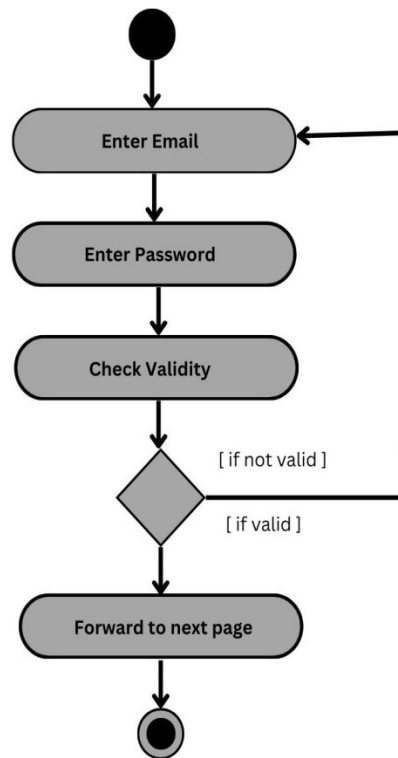 Enter Email
Enter Password
Check Validity
[ if not valid ]
[ if valid ]
Forward to next page